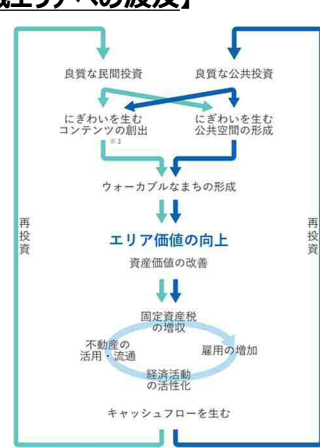 域エリアへの波及】
良質な民間投資
良質な公共投資
にぎわいを生む
コンテンツの創出
※3
にぎわいを生む
公共空間の形成
ウォーカブルなまちの形成
再投資
再投資
エリア価値の向上
資産価値の改善
固定資産税
の増収
不動産の
活用・流通
雇用の増加
経済活動
の活性化
キャッシュフローを生む